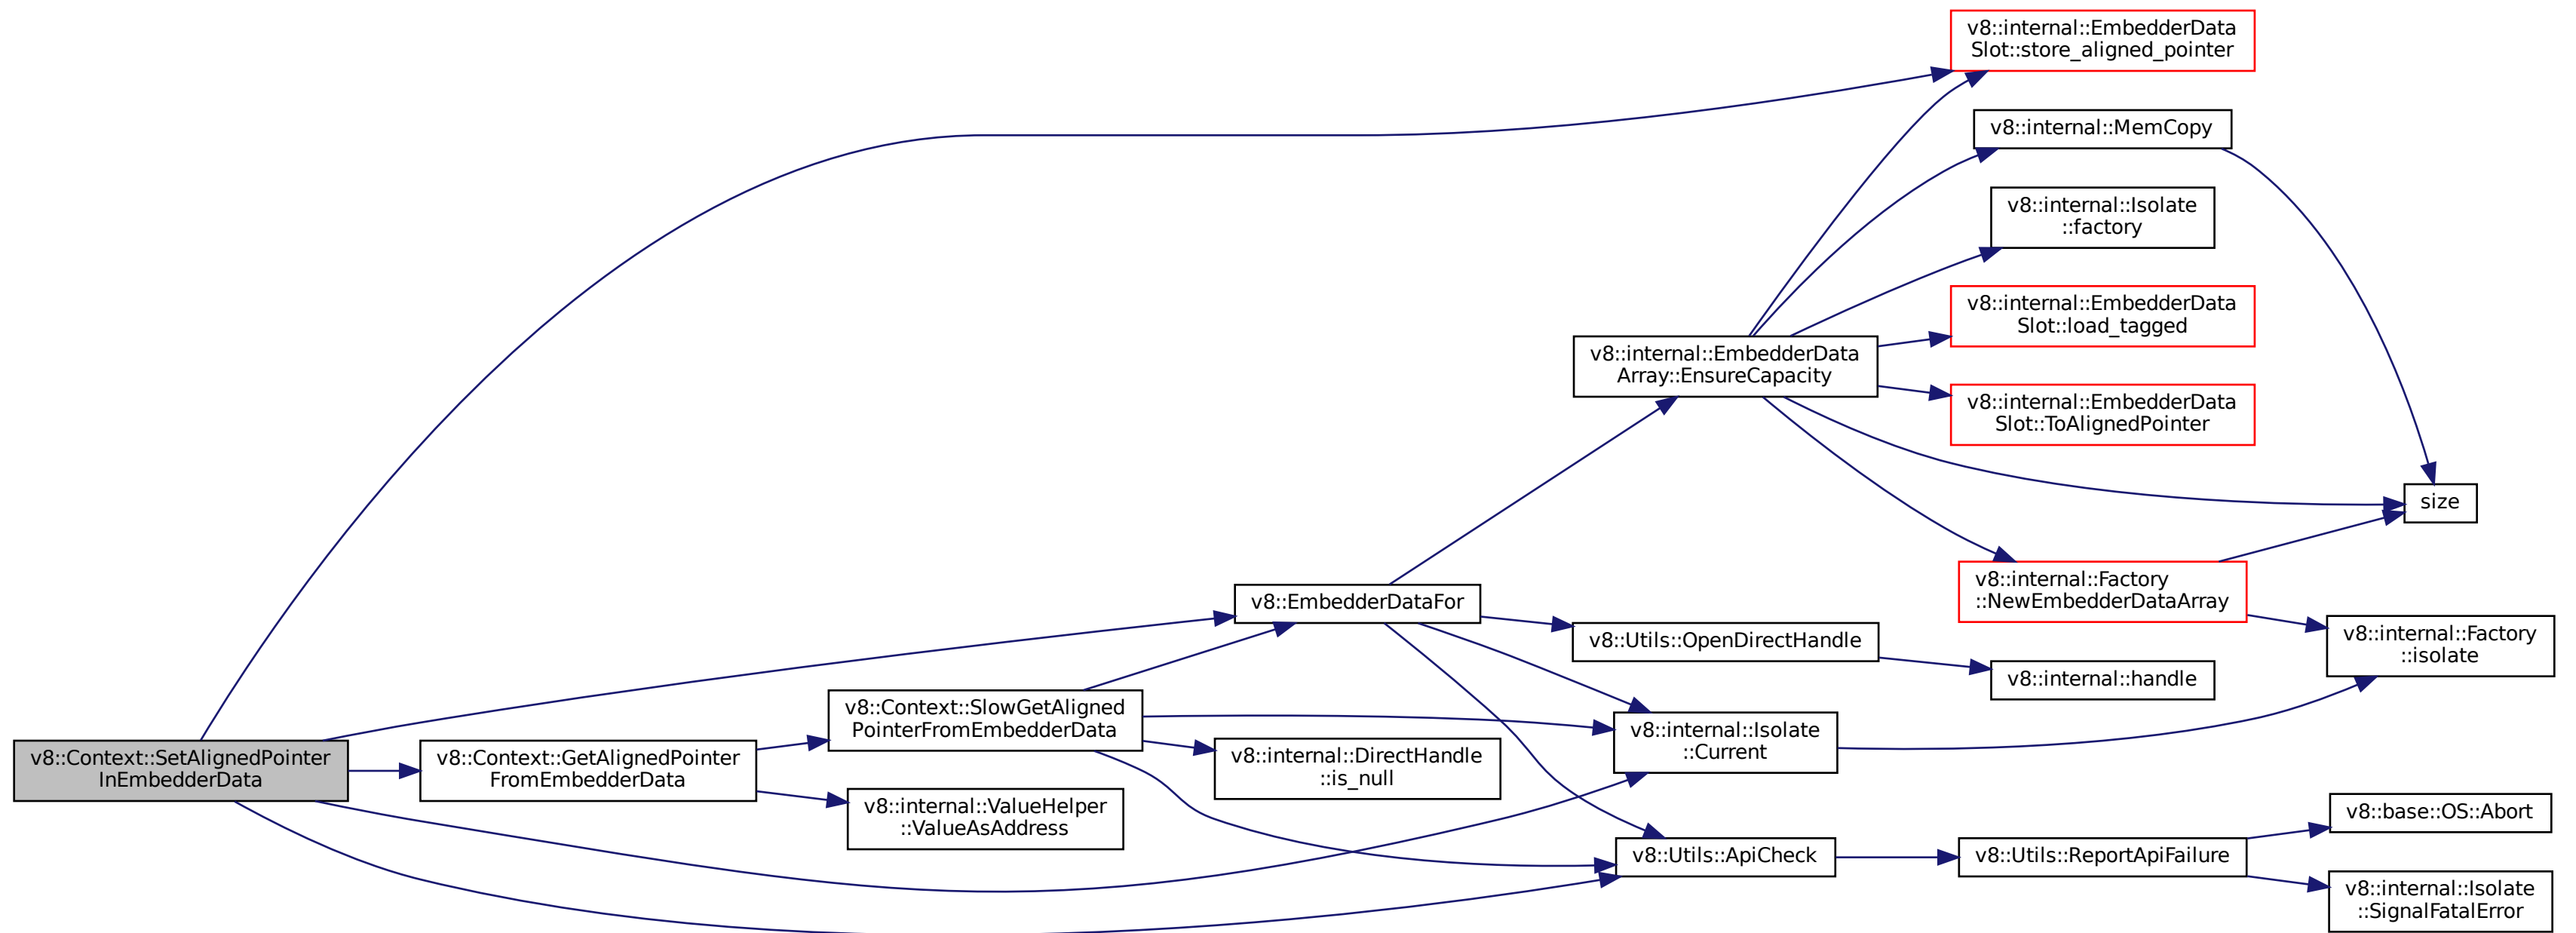 v8::internal::EmbedderData
Slot::store_aligned_pointer
v8::internal::MemCopy
v8::internal::Isolate
::factory
v8::internal::EmbedderData
Slot::load_tagged
v8::internal::EmbedderData
Array::EnsureCapacity
v8::internal::EmbedderData
Slot::ToAlignedPointer
size
v8::internal::Factory
::NewEmbedderDataArray
v8::EmbedderDataFor
v8::Utils::OpenDirectHandle
v8::internal::Factory
::isolate
v8::internal::handle
v8::Context::SlowGetAligned
PointerFromEmbedderData
v8::internal::Isolate
::Current
v8::Context::SetAlignedPointer
InEmbedderData
v8::Context::GetAlignedPointer
FromEmbedderData
v8::internal::DirectHandle
::is_null
v8::internal::ValueHelper
::ValueAsAddress
v8::base::OS::Abort
v8::Utils::ApiCheck
v8::Utils::ReportApiFailure
v8::internal::Isolate
::SignalFatalError